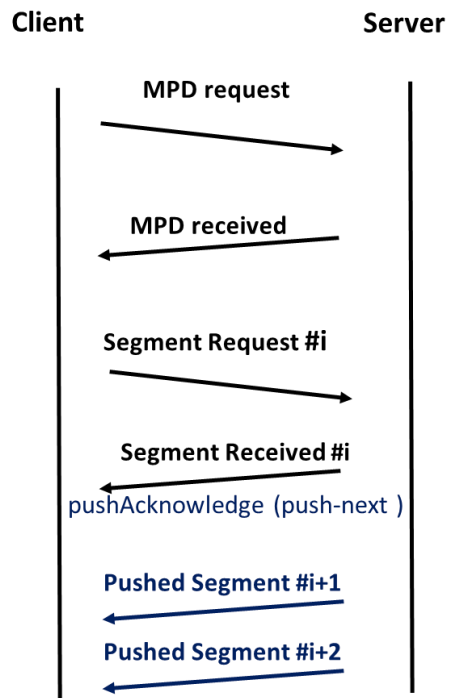 Client Server
MPD request
MPD received
Segment Request #i
Segment Received #i
pushAcknowledge (push-next )
Pushed Segment #i+1
Pushed Segment #i+2